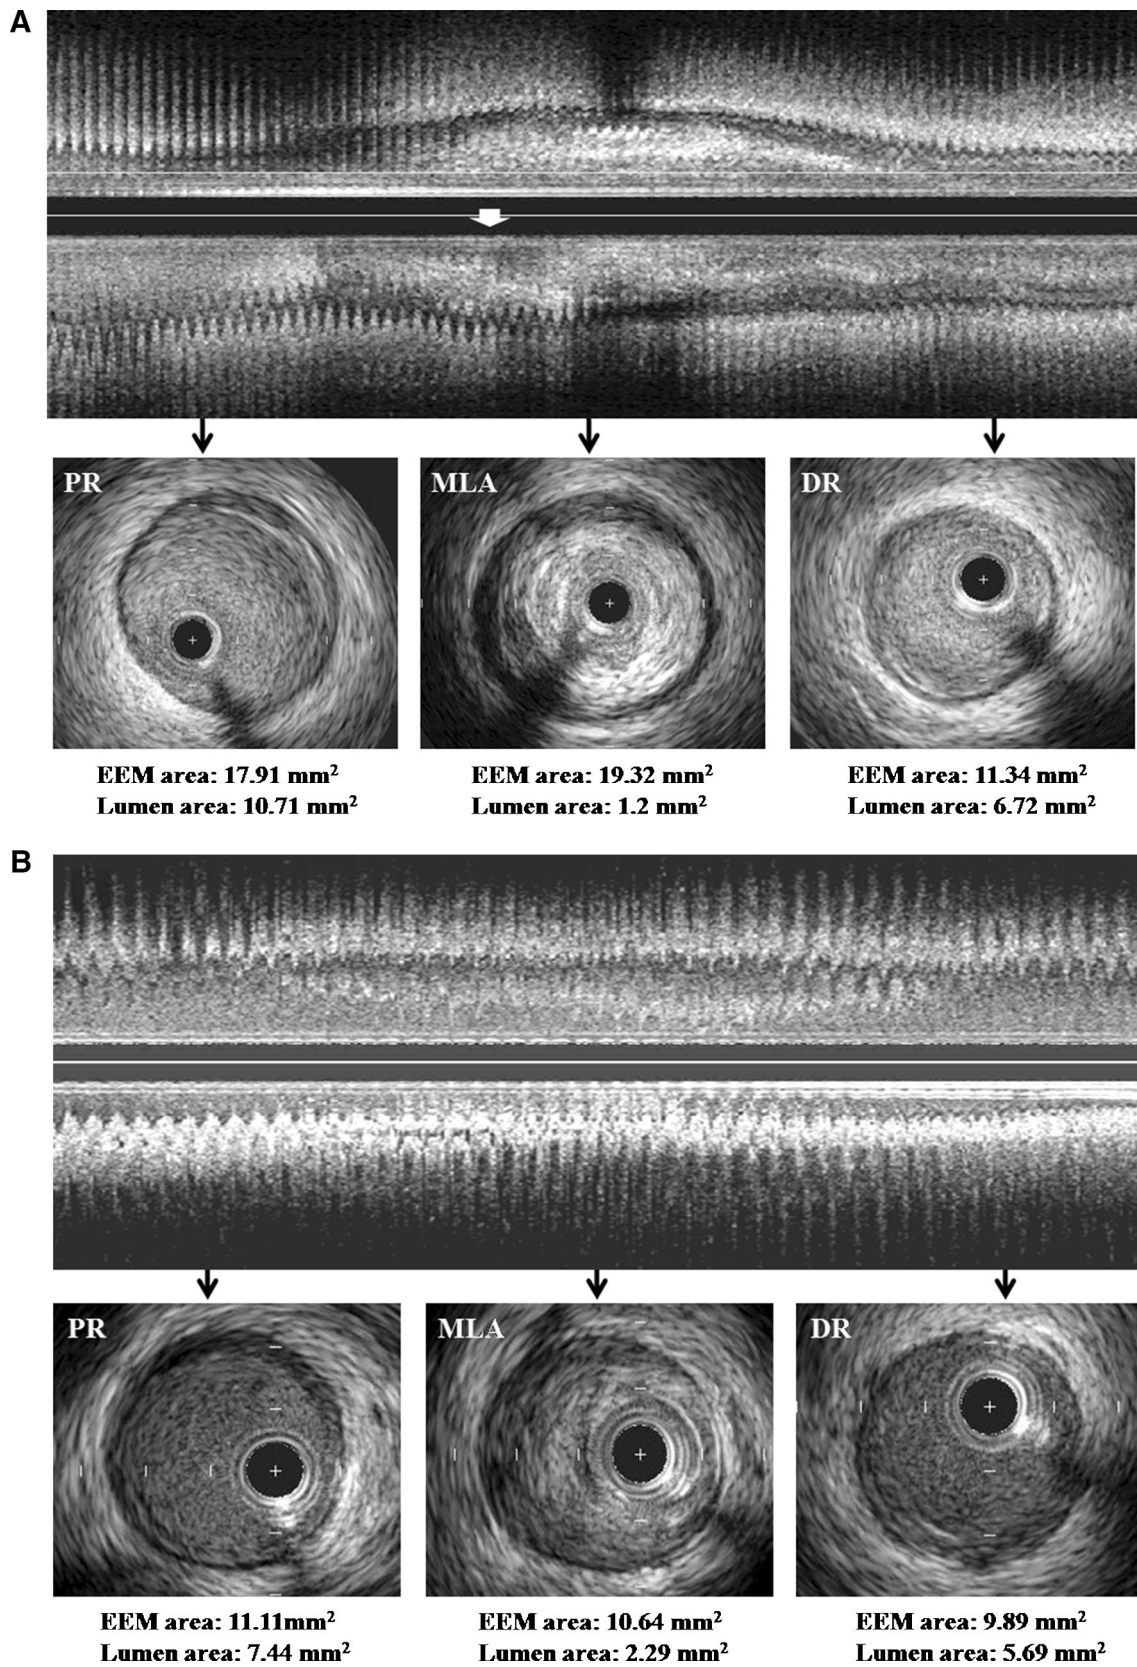 A
PR
MLA
DR
EEM area: 17.91 mm²
Lumen area: 10.71 mm²
EEM area: 19.32 mm²
Lumen area: 1.2 mm²
EEM area: 11.34 mm²
Lumen area: 6.72 mm²
B
PR
MLA
DR
EEM area: 11.11mm²
Lumen area: 7.44 mm²
EEM area: 10.64 mm²
Lumen area: 2.29 mm²
EEM area: 9.89 mm²
Lumen area: 5.69 mm²